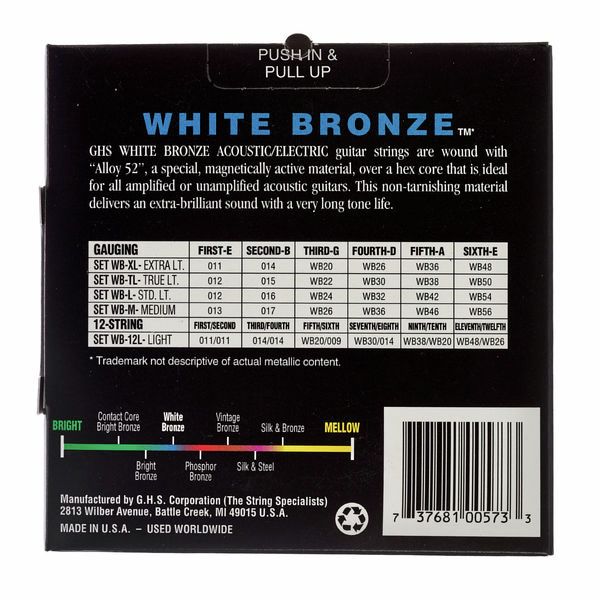 PUSH IN &
PULL UP
WHITE BRONZE™*
GHS WHITE BRONZE ACOUSTIC/ELECTRIC guitar strings are wound with
“Alloy 52”, a special, magnetically active material, over a hex core that is ideal
for all amplified or unamplified acoustic guitars. This non-tarnishing material
delivers an extra-brilliant sound with a very long tone life.
GAUGING FIRST-E SECOND-B THIRD-G FOURTH-D FIFTH-A SIXTH-E
SET WB-XL- EXTRA LT. 011 014 WB20 WB26 WB36 WB48
SET WB-TL- TRUE LT. 012 015 WB22 WB30 WB38 WB50
SET WB-L- STD. LT. 012 016 WB24 WB32 WB42 WB54
SET WB-M- MEDIUM 013 017 WB26 WB36 WB46 WB56
12-STRING FIRST/SECOND THIRD/FOURTH FIFTH/SIXTH SEVENTH/EIGHTH NINTH/TENTH ELEVENTH/TWELFTH
SET WB-12L- LIGHT 011/011 014/014 WB20/009 WB30/014 WB38/WB20 WB48/WB26
* Trademark not descriptive of actual metallic content.
BRIGHT
Contact Core
Bright Bronze
White
Bronze
Vintage
Bronze
Silk & Bronze
MELLOW
Bright
Bronze
Phosphor
Bronze
Silk & Steel
Manufactured by G.H.S. Corporation (The String Specialists)
2813 Wilber Avenue, Battle Creek, MI 49015 U.S.A.
MADE IN U.S.A. - USED WORLDWIDE
7 37681 00573 3